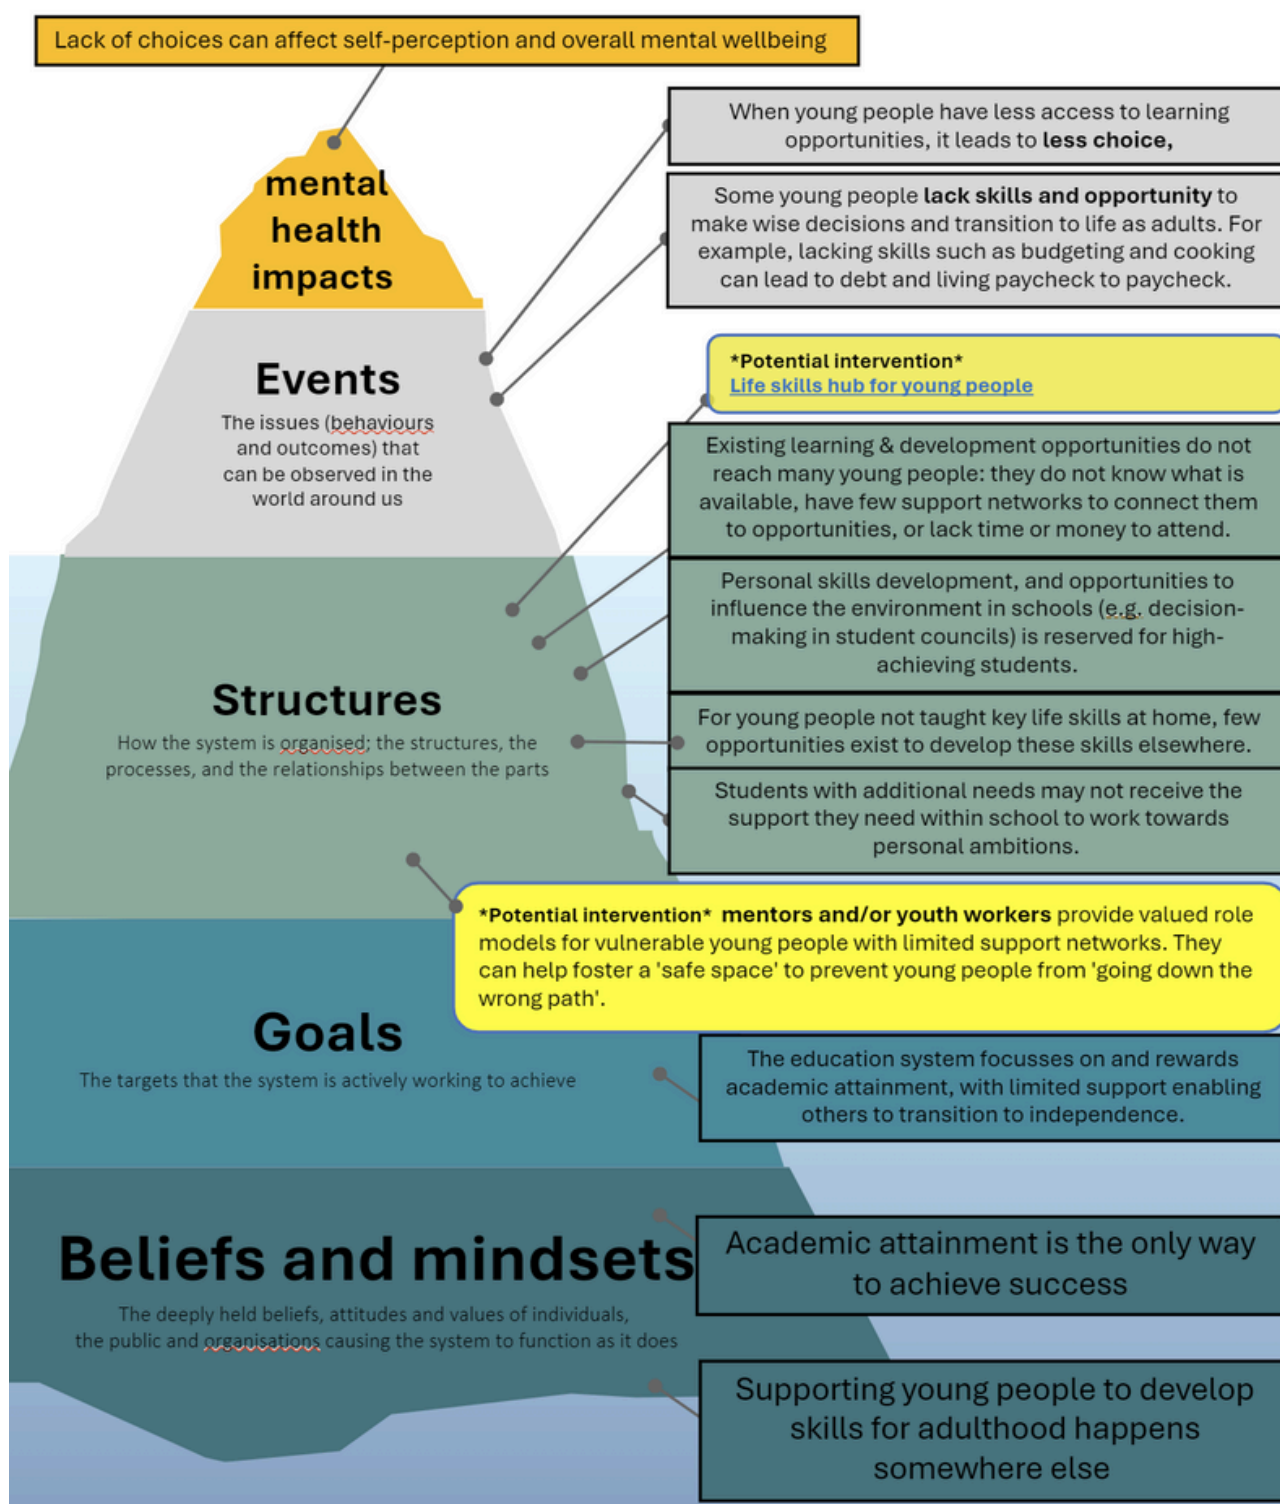 Lack of choices can affect self-perception and overall mental wellbeing
When young people have less access to learning
opportunities, it leads to less choice,
mental
health
impacts
Some young people lack skills and opportunity to
make wise decisions and transition to life as adults. For
example, lacking skills such as budgeting and cooking
can lead to debt and living paycheck to paycheck.
Events
The issues (behaviours
and outcomes) that
can be observed in the
world around us
*Potential intervention*
Life skills hub for young people
Existing learning & development opportunities do not
reach many young people: they do not know what is
available, have few support networks to connect them
to opportunities, or lack time or money to attend.
Personal skills development, and opportunities to
influence the environment in schools (e.g. decision-
making in student councils) is reserved for high-
achieving students.
Structures
How the system is organised; the structures, the
processes, and the relationships between the parts
For young people not taught key life skills at home, few
opportunities exist to develop these skills elsewhere.
Students with additional needs may not receive the
support they need within school to work towards
personal ambitions.
*Potential intervention* mentors and/or youth workers provide valued role
models for vulnerable young people with limited support networks. They
can help foster a 'safe space' to prevent young people from 'going down the
wrong path'.
Goals
The targets that the system is actively working to achieve
The education system focusses on and rewards
academic attainment, with limited support enabling
others to transition to independence.
Beliefs and mindsets
The deeply held beliefs, attitudes and values of individuals,
the public and organisations causing the system to function as it does
Academic attainment is the only way
to achieve success
Supporting young people to develop
skills for adulthood happens
somewhere else